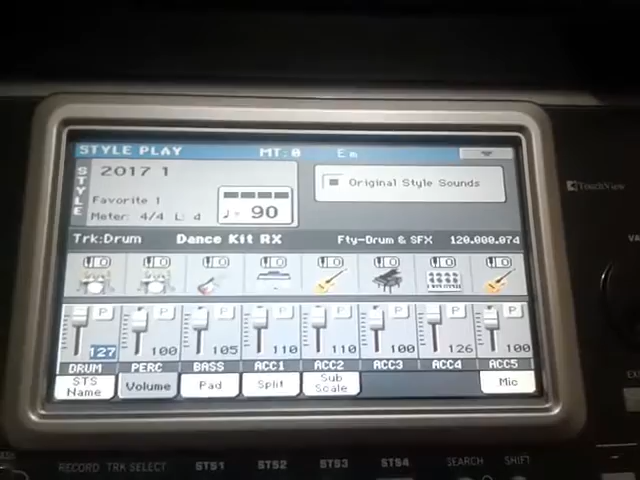 STYLE PLAY MT:0 Em
STYLE
2017 1
Original Style Sounds
Favorite 1
Meter: 4/4 L: 4
♩= 90
TouchView
Trk:Drum Dance Kit RX Fty-Drum & SFX 120.000.074
P P P P P P P P
127 100 105 110 110 100 126 100
DRUM PERC BASS ACC1 ACC2 ACC3 ACC4 ACC5
STS Name Volume Pad Split Sub Scale Mic
RECORD TRK SELECT STS1 STS2 STS3 STS4 SEARCH SHIFT